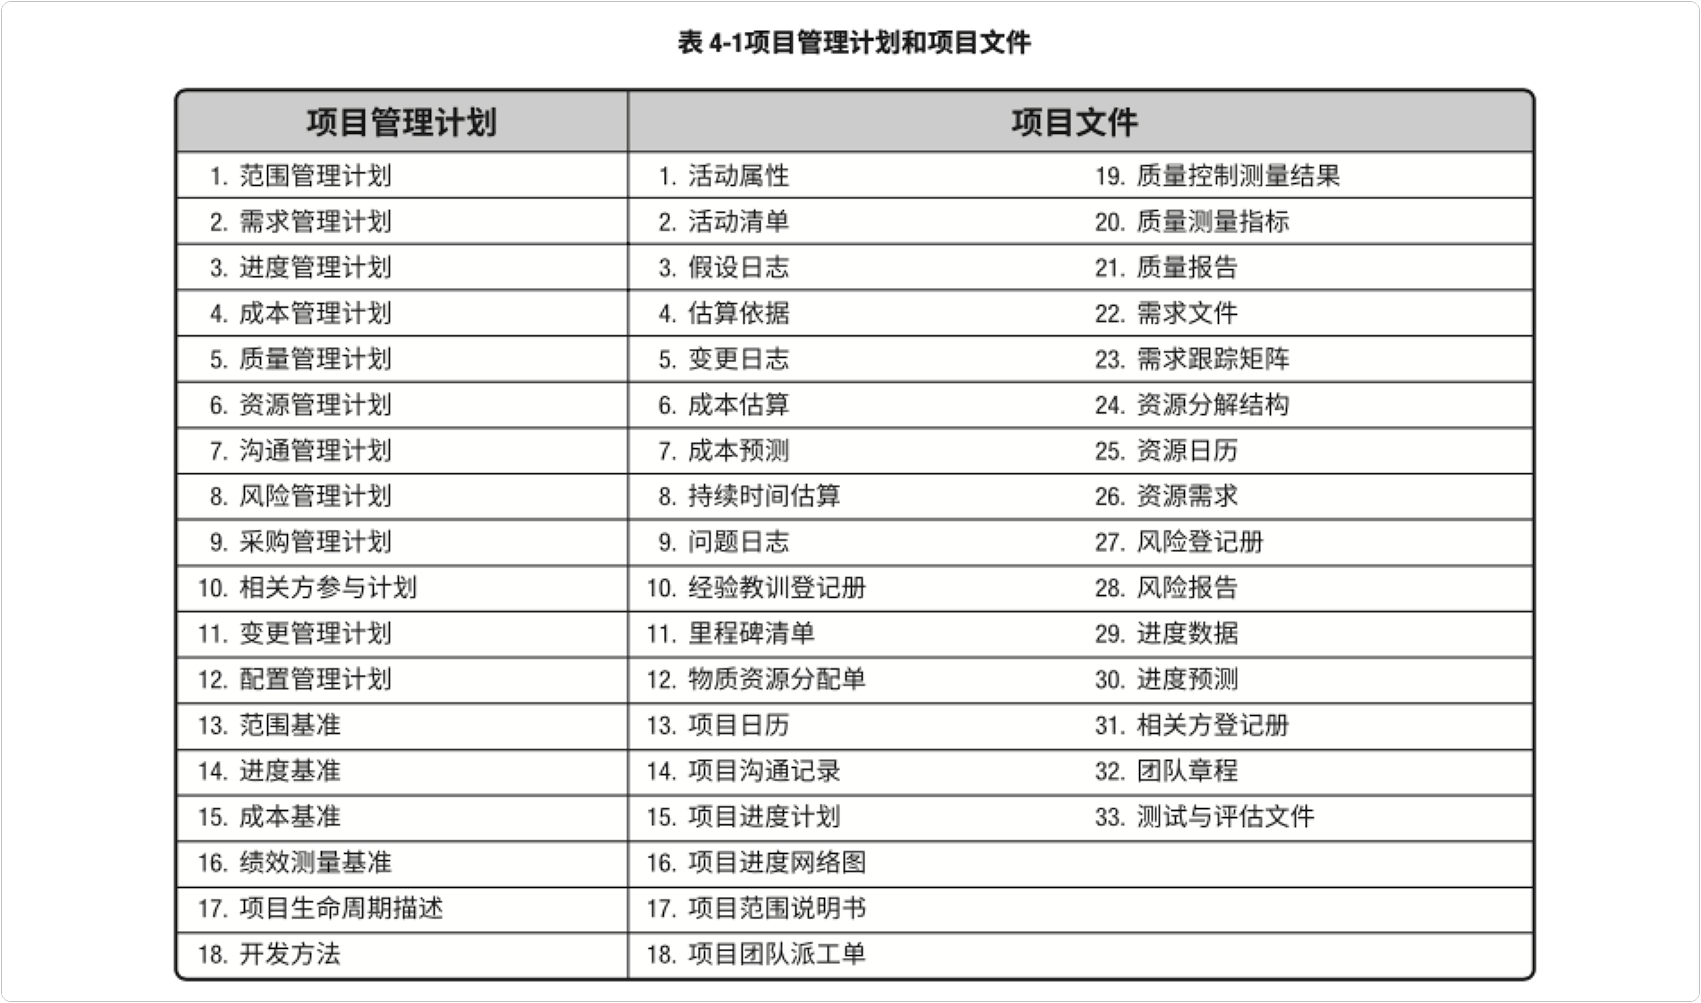 表 4-1项目管理计划和项目文件
项目管理计划 项目文件
1. 范围管理计划 1. 活动属性 19. 质量控制测量结果
2. 需求管理计划 2. 活动清单 20. 质量测量指标
3. 进度管理计划 3. 假设日志 21. 质量报告
4. 成本管理计划 4. 估算依据 22. 需求文件
5. 质量管理计划 5. 变更日志 23. 需求跟踪矩阵
6. 资源管理计划 6. 成本估算 24. 资源分解结构
7. 沟通管理计划 7. 成本预测 25. 资源日历
8. 风险管理计划 8. 持续时间估算 26. 资源需求
9. 采购管理计划 9. 问题日志 27. 风险登记册
10. 相关方参与计划 10. 经验教训登记册 28. 风险报告
11. 变更管理计划 11. 里程碑清单 29. 进度数据
12. 配置管理计划 12. 物质资源分配单 30. 进度预测
13. 范围基准 13. 项目日历 31. 相关方登记册
14. 进度基准 14. 项目沟通记录 32. 团队章程
15. 成本基准 15. 项目进度计划 33. 测试与评估文件
16. 绩效测量基准 16. 项目进度网络图
17. 项目生命周期描述 17. 项目范围说明书
18. 开发方法 18. 项目团队派工单